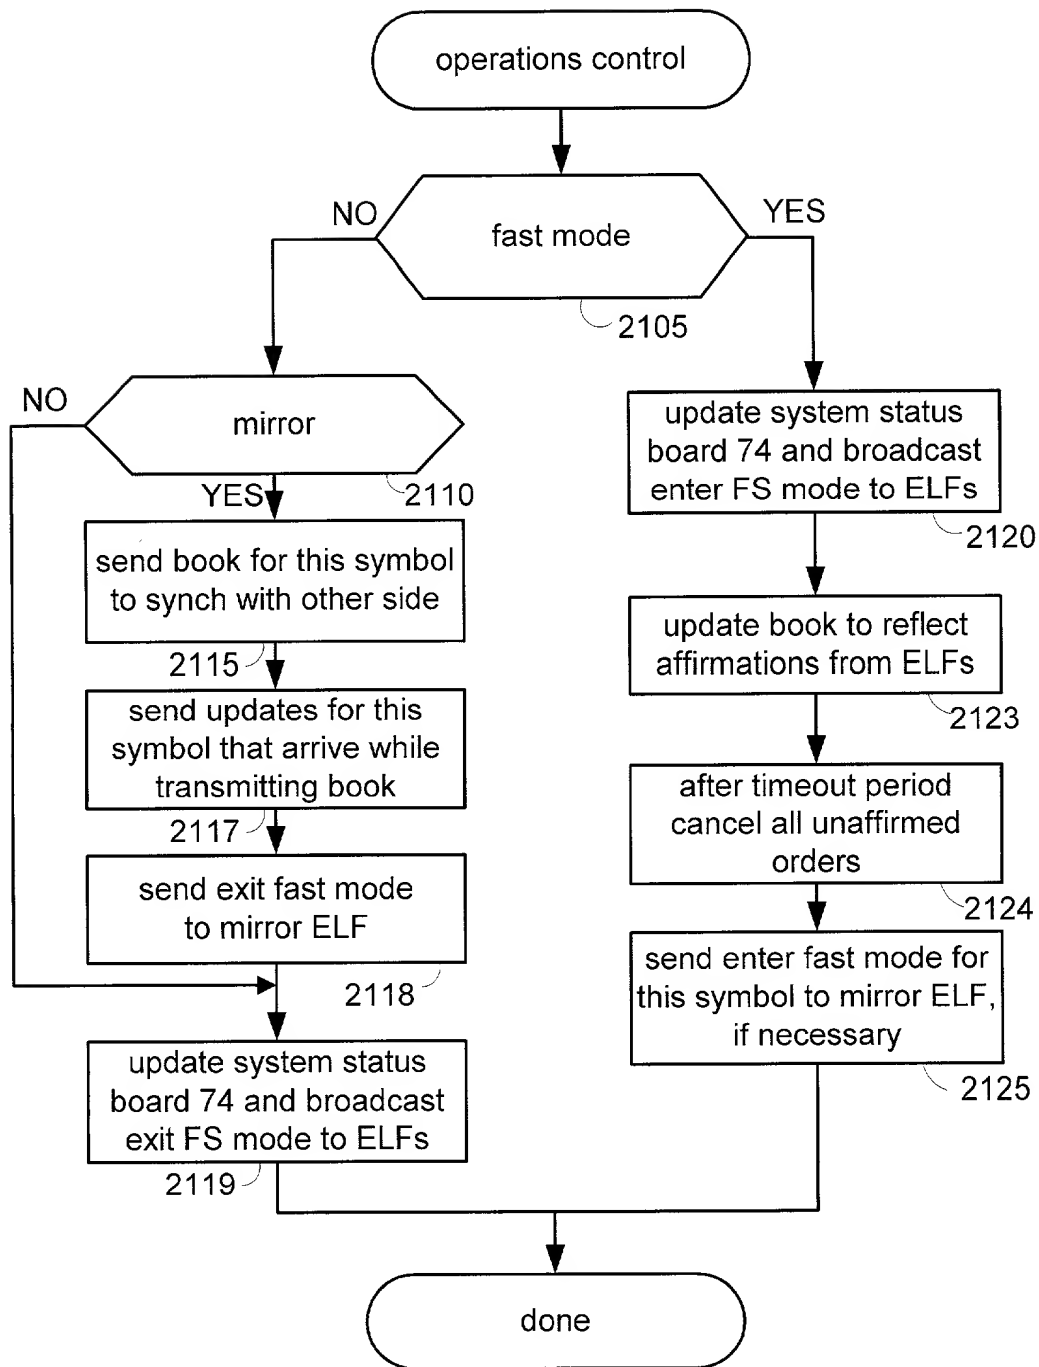 operations control
NO
YES
fast mode
2105
NO
mirror
YES
2110
send book for this symbol
to synch with other side
2115
send updates for this
symbol that arrive while
transmitting book
2117
send exit fast mode
to mirror ELF
2118
update system status
board 74 and broadcast
exit FS mode to ELFs
2119
update system status
board 74 and broadcast
enter FS mode to ELFs
2120
update book to reflect
affirmations from ELFs
2123
after timeout period
cancel all unaffirmed
orders
2124
send enter fast mode for
this symbol to mirror ELF,
if necessary
2125
done